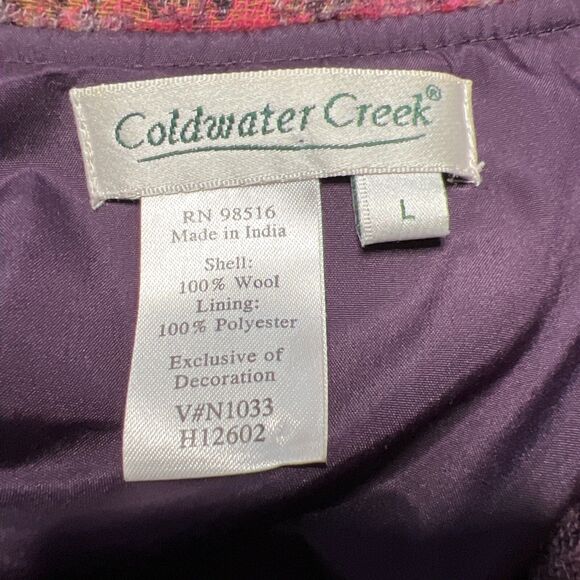 Coldwater Creek®
L
RN 98516
Made in India
Shell:
100% Wool
Lining:
100% Polyester
Exclusive of
Decoration
V#N1033
H12602